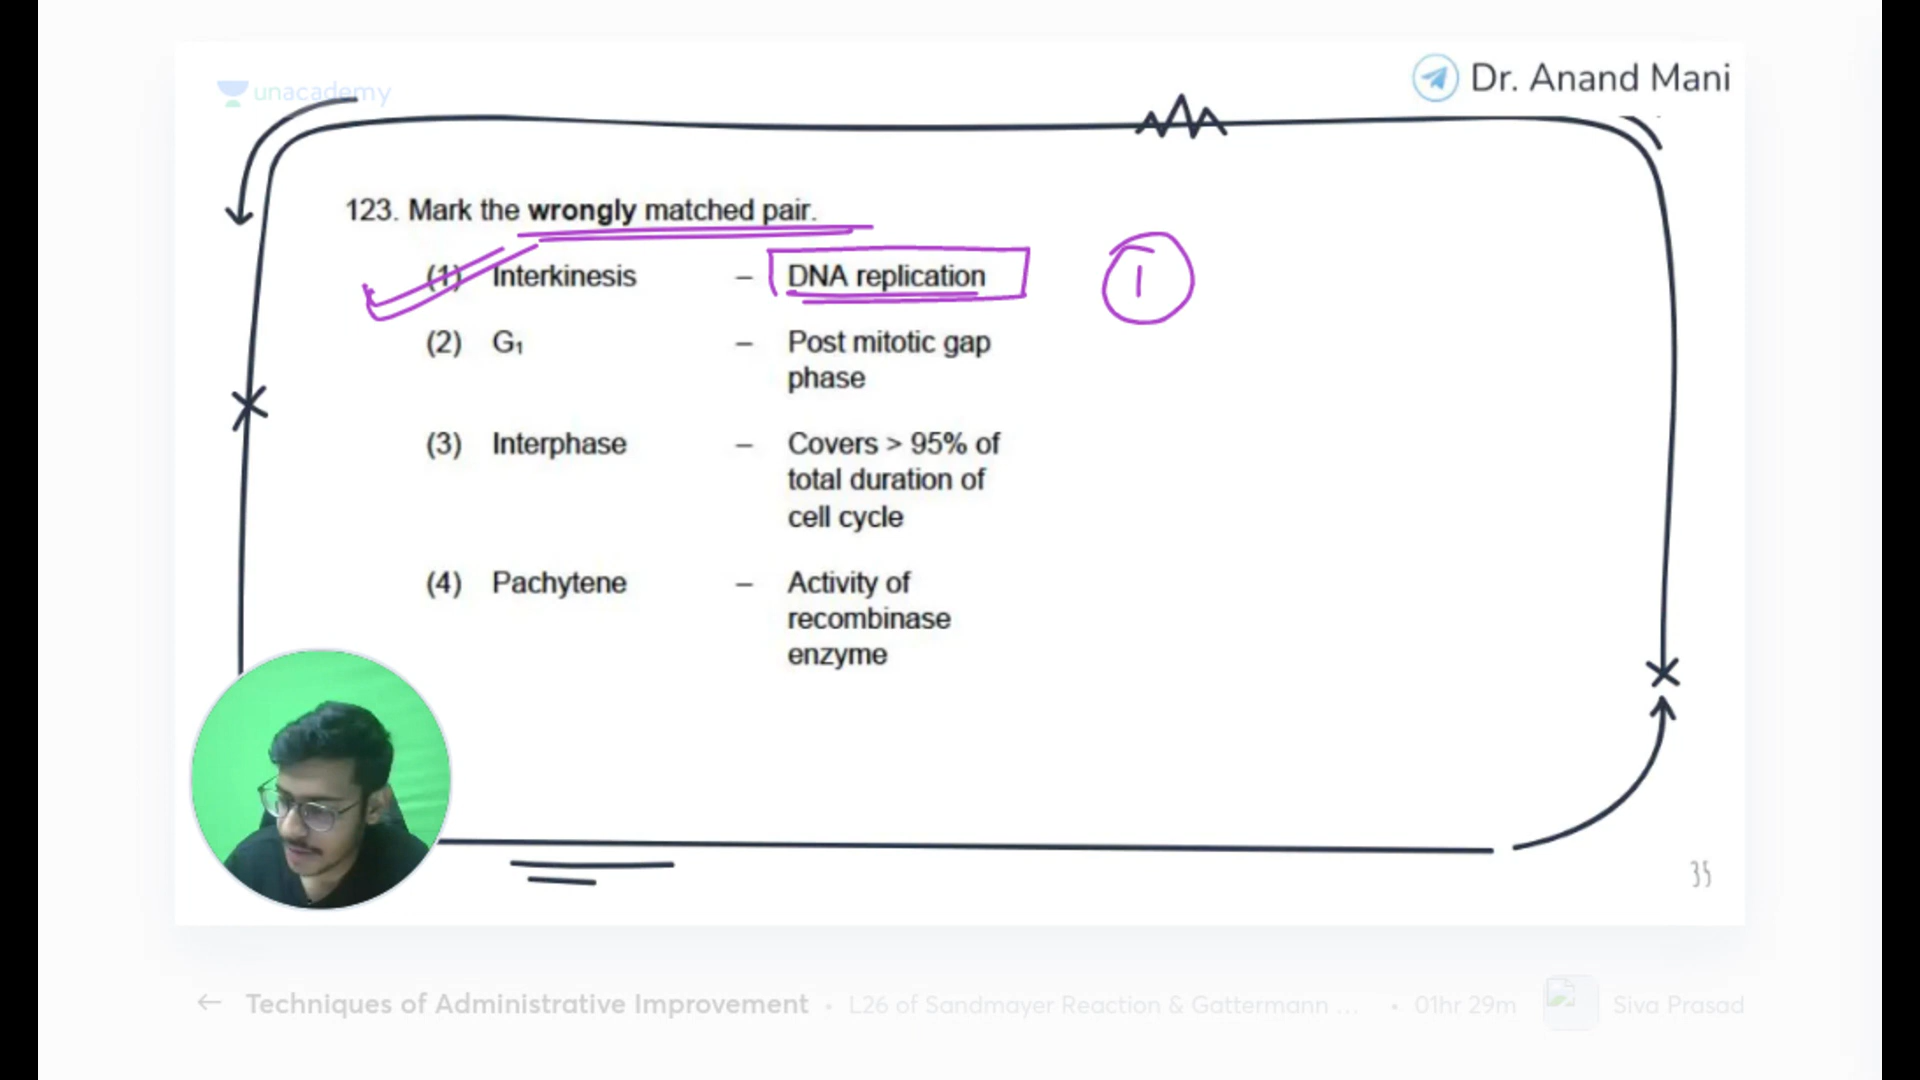 unacademy
Dr. Anand Mani
123. Mark the wrongly matched pair.
(1) Interkinesis – DNA replication
1
(2) G₁ – Post mitotic gap
phase
(3) Interphase – Covers > 95% of
total duration of
cell cycle
(4) Pachytene – Activity of
recombinase
enzyme
35
← Techniques of Administrative Improvement • L26 of Sandmayer Reaction & Gattermann ... • 01hr 29m Siva Prasad